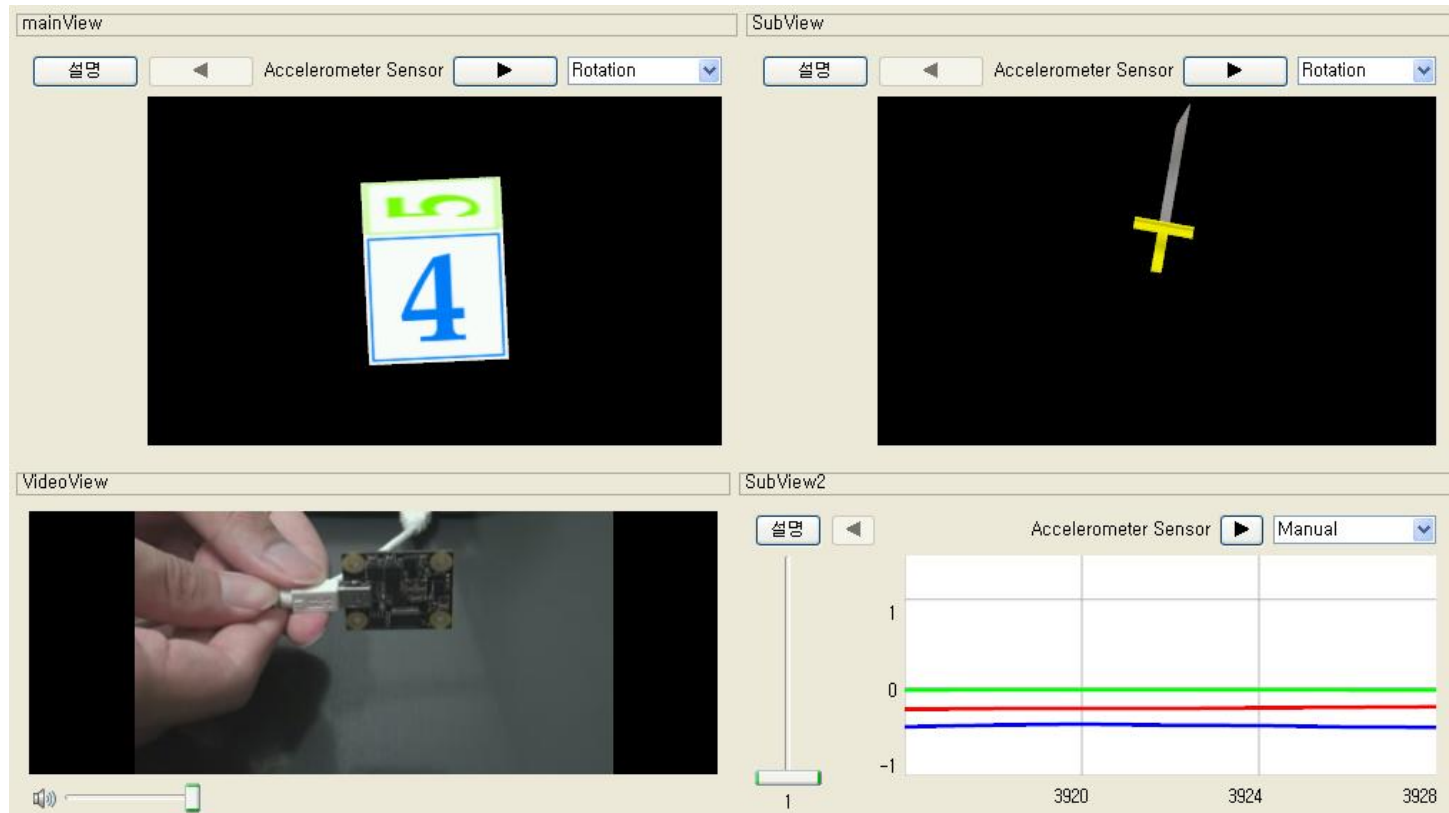 mainView
설명 Accelerometer Sensor Rotation
5
4
SubView
설명 Accelerometer Sensor Rotation
VideoView
SubView2
설명 Accelerometer Sensor Manual
1
1
0
-1
3920 3924 3928